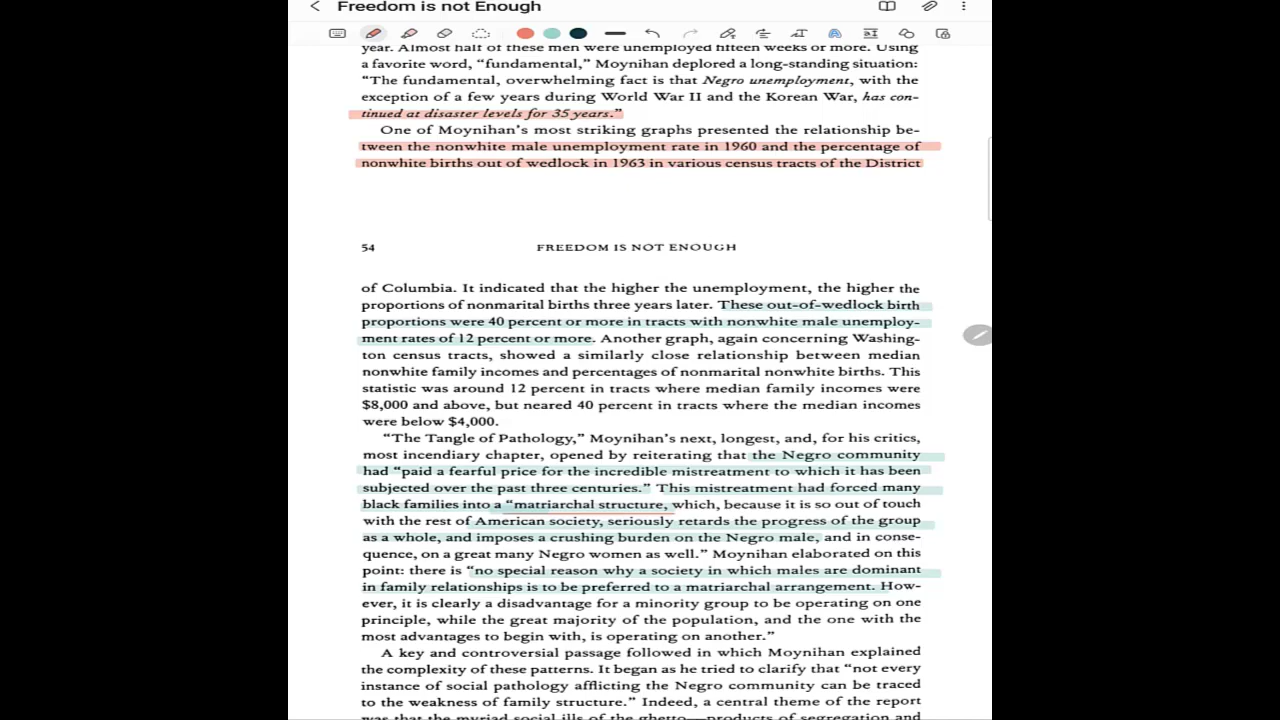 Freedom is not Enough
year. Almost half of these men were unemployed fifteen weeks or more. Using
a favorite word, “fundamental,” Moynihan deplored a long-standing situation:
“The fundamental, overwhelming fact is that Negro unemployment, with the
exception of a few years during World War II and the Korean War, has con-
tinued at disaster levels for 35 years.”
One of Moynihan’s most striking graphs presented the relationship be-
tween the nonwhite male unemployment rate in 1960 and the percentage of
nonwhite births out of wedlock in 1963 in various census tracts of the District
54 FREEDOM IS NOT ENOUGH
of Columbia. It indicated that the higher the unemployment, the higher the
proportions of nonmarital births three years later. These out-of-wedlock birth
proportions were 40 percent or more in tracts with nonwhite male unemploy-
ment rates of 12 percent or more. Another graph, again concerning Washing-
ton census tracts, showed a similarly close relationship between median
nonwhite family incomes and percentages of nonmarital nonwhite births. This
statistic was around 12 percent in tracts where median family incomes were
$8,000 and above, but neared 40 percent in tracts where the median incomes
were below $4,000.
“The Tangle of Pathology,” Moynihan’s next, longest, and, for his critics,
most incendiary chapter, opened by reiterating that the Negro community
had “paid a fearful price for the incredible mistreatment to which it has been
subjected over the past three centuries.” This mistreatment had forced many
black families into a “matriarchal structure, which, because it is so out of touch
with the rest of American society, seriously retards the progress of the group
as a whole, and imposes a crushing burden on the Negro male, and in conse-
quence, on a great many Negro women as well.” Moynihan elaborated on this
point: there is “no special reason why a society in which males are dominant
in family relationships is to be preferred to a matriarchal arrangement. How-
ever, it is clearly a disadvantage for a minority group to be operating on one
principle, while the great majority of the population, and the one with the
most advantages to begin with, is operating on another.”
A key and controversial passage followed in which Moynihan explained
the complexity of these patterns. It began as he tried to clarify that “not every
instance of social pathology afflicting the Negro community can be traced
to the weakness of family structure.” Indeed, a central theme of the report
was that the myriad social ills of the ghetto—products of segregation and